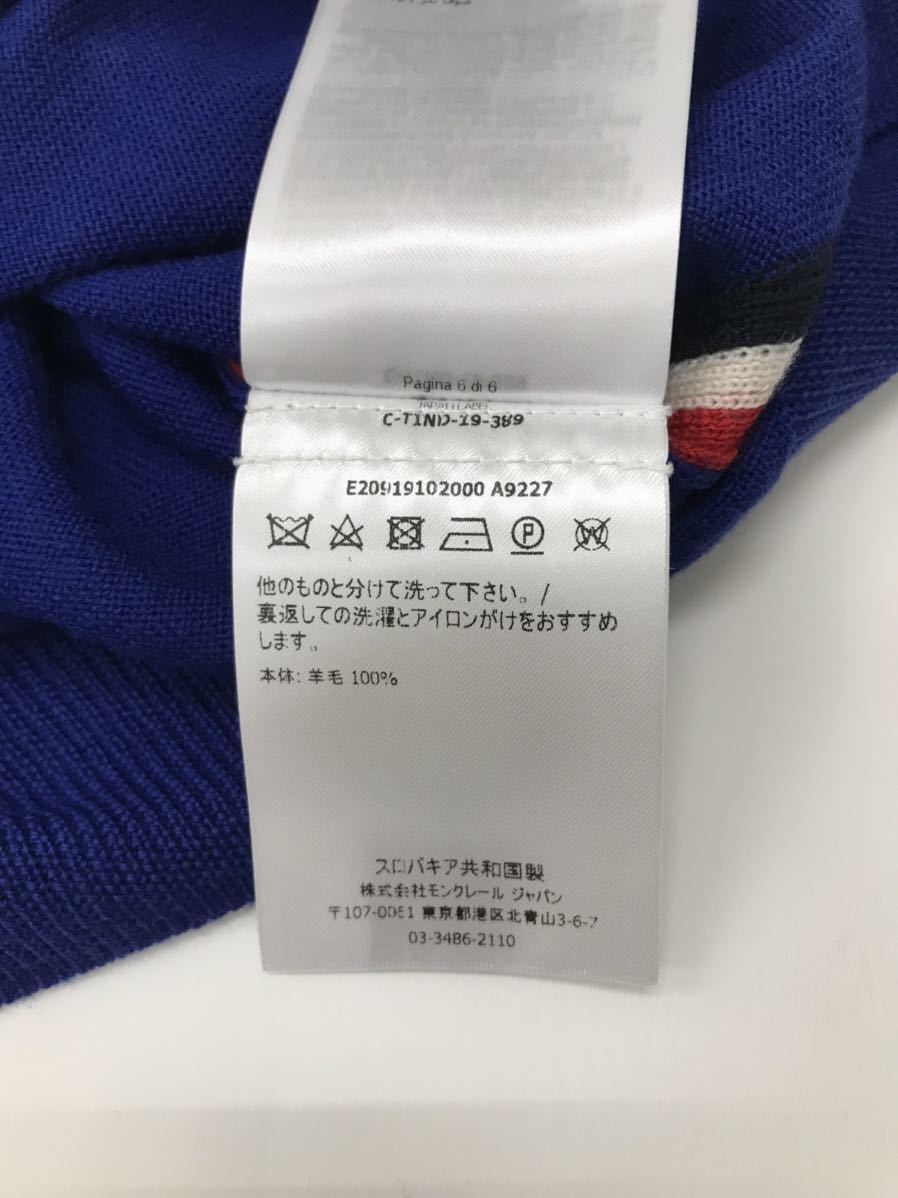 Pagina 6 di 6
C-TIND-19-389
E20919102000 A9227
P
W
他のものと分けて洗って下さい。/
裏返しての洗濯とアイロンがけをおすすめ
します。
本体: 羊毛 100%
スロバキア共和国製
株式会社モンクレール ジャパン
〒107-0061 東京都港区北青山3-6-7
03-3486-2110